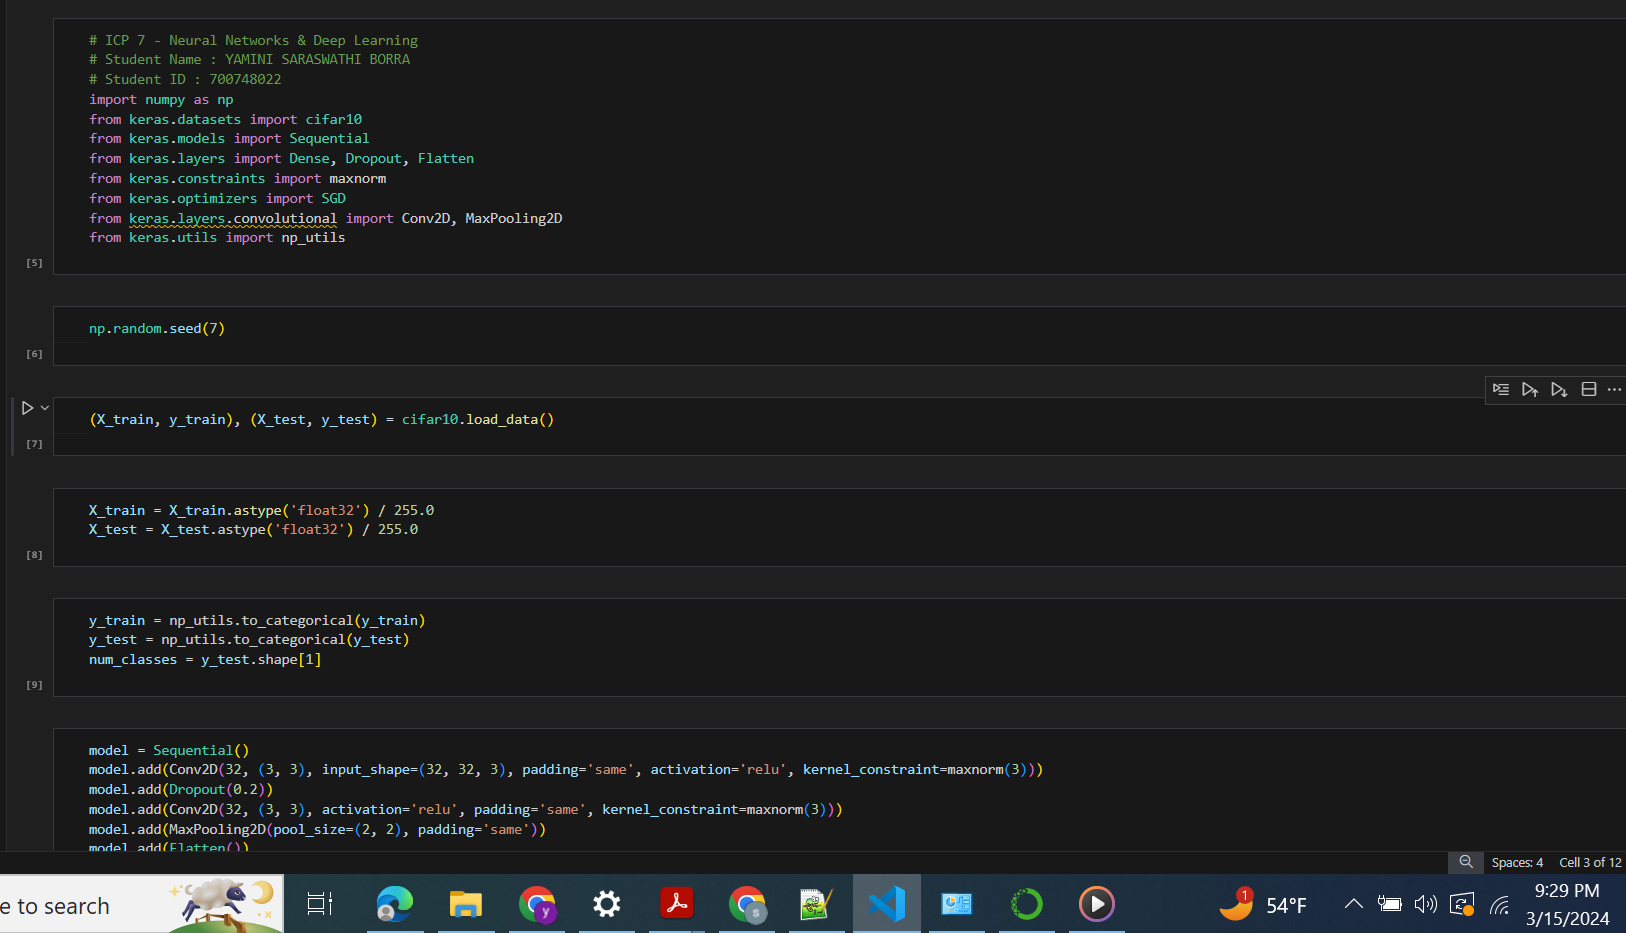 # ICP 7 - Neural Networks & Deep Learning
# Student Name : YAMINI SARASWATHI BORRA
# Student ID : 700748022
import numpy as np
from keras.datasets import cifar10
from keras.models import Sequential
from keras.layers import Dense, Dropout, Flatten
from keras.constraints import maxnorm
from keras.optimizers import SGD
from keras.layers.convolutional import Conv2D, MaxPooling2D
from keras.utils import np_utils
[5]
np.random.seed(7)
[6]
(X_train, y_train), (X_test, y_test) = cifar10.load_data()
[7]
X_train = X_train.astype('float32') / 255.0
X_test = X_test.astype('float32') / 255.0
[8]
y_train = np_utils.to_categorical(y_train)
y_test = np_utils.to_categorical(y_test)
num_classes = y_test.shape[1]
[9]
model = Sequential()
model.add(Conv2D(32, (3, 3), input_shape=(32, 32, 3), padding='same', activation='relu', kernel_constraint=maxnorm(3)))
model.add(Dropout(0.2))
model.add(Conv2D(32, (3, 3), activation='relu', padding='same', kernel_constraint=maxnorm(3)))
model.add(MaxPooling2D(pool_size=(2, 2), padding='same'))
model.add(Flatten())
Spaces: 4 Cell 3 of 12
e to search
y
s
1
54°F
9:29 PM
3/15/2024